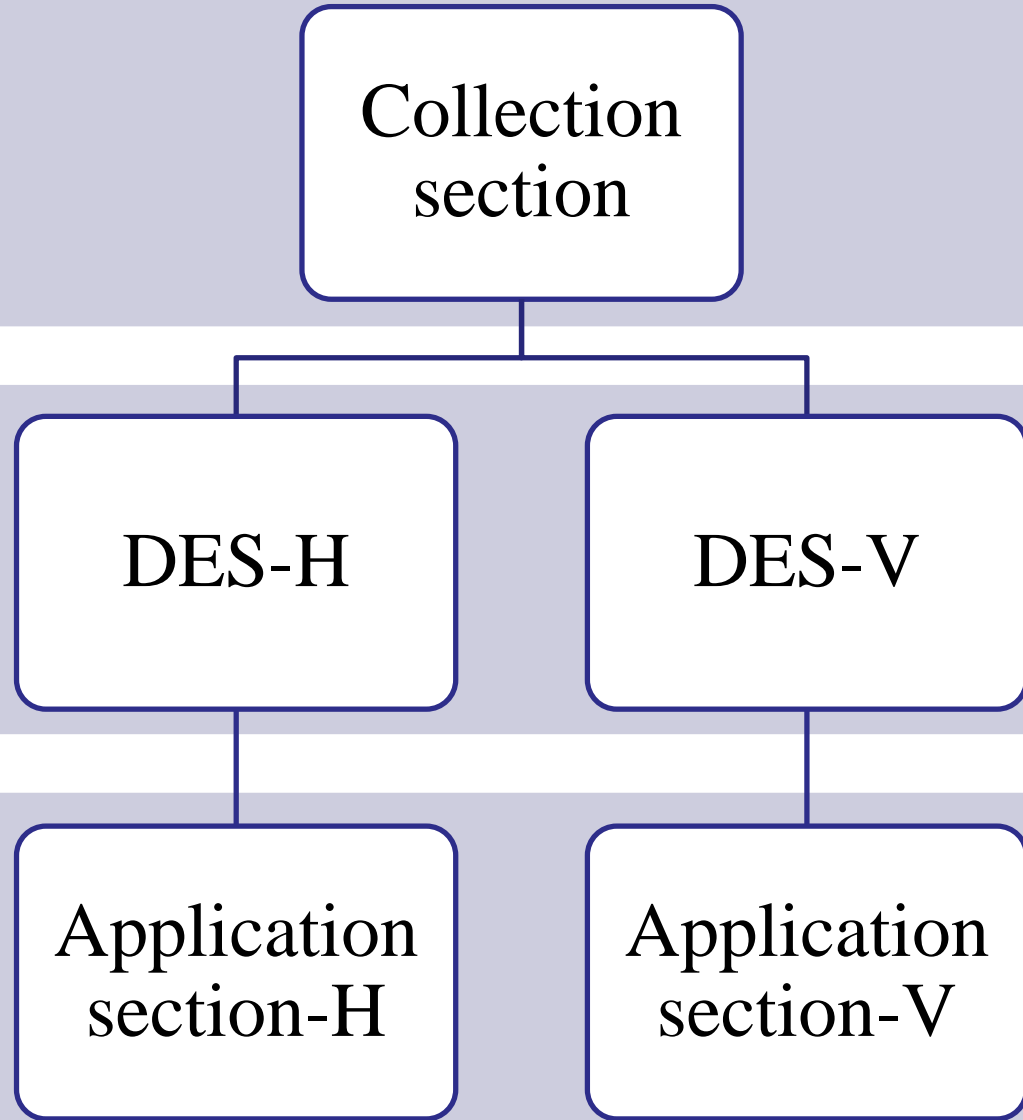 Collection
section
DES-H
DES-V
Application
section-H
Application
section-V